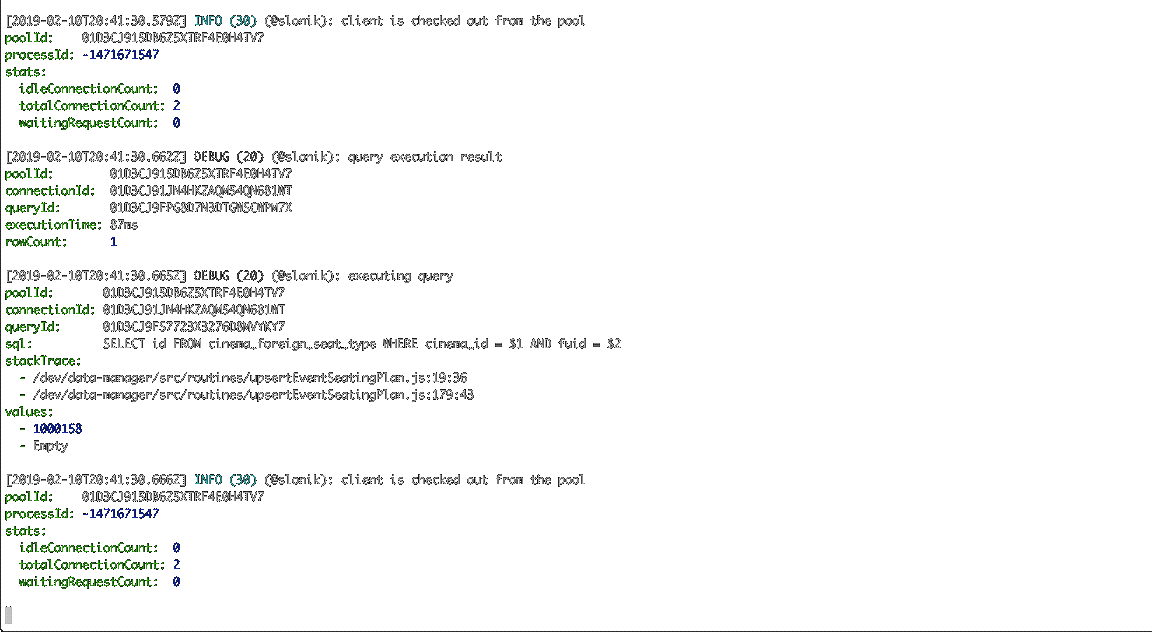 [2019-02-10T20:41:30.579Z] INFO (30) (@slonik): client is checked out from the pool
poolId: 01D3CJ915DB6Z5XTRF4E0H4TV7
processId: -1471671547
stats:
idleConnectionCount: 0
totalConnectionCount: 2
waitingRequestCount: 0
[2019-02-10T20:41:30.662Z] DEBUG (20) (@slonik): query execution result
poolId: 01D3CJ915DB6Z5XTRF4E0H4TV7
connectionId: 01D3CJ91JN4HKZAQW54QN681WT
queryId: 01D3CJ9FPG8D7N3DTGW5CWPW7X
executionTime: 87ms
rowCount: 1
[2019-02-10T20:41:30.665Z] DEBUG (20) (@slonik): executing query
poolId: 01D3CJ915DB6Z5XTRF4E0H4TV7
connectionId: 01D3CJ91JN4HKZAQW54QN681WT
queryId: 01D3CJ9FS7723X3276D8WVYKY7
sql: SELECT id FROM cinema_foreign_seat_type WHERE cinema_id = $1 AND fuid = $2
stackTrace:
- /dev/data-manager/src/routines/upsertEventSeatingPlan.js:19:36
- /dev/data-manager/src/routines/upsertEventSeatingPlan.js:179:43
values:
- 1000158
- Empty
[2019-02-10T20:41:30.666Z] INFO (30) (@slonik): client is checked out from the pool
poolId: 01D3CJ915DB6Z5XTRF4E0H4TV7
processId: -1471671547
stats:
idleConnectionCount: 0
totalConnectionCount: 2
waitingRequestCount: 0